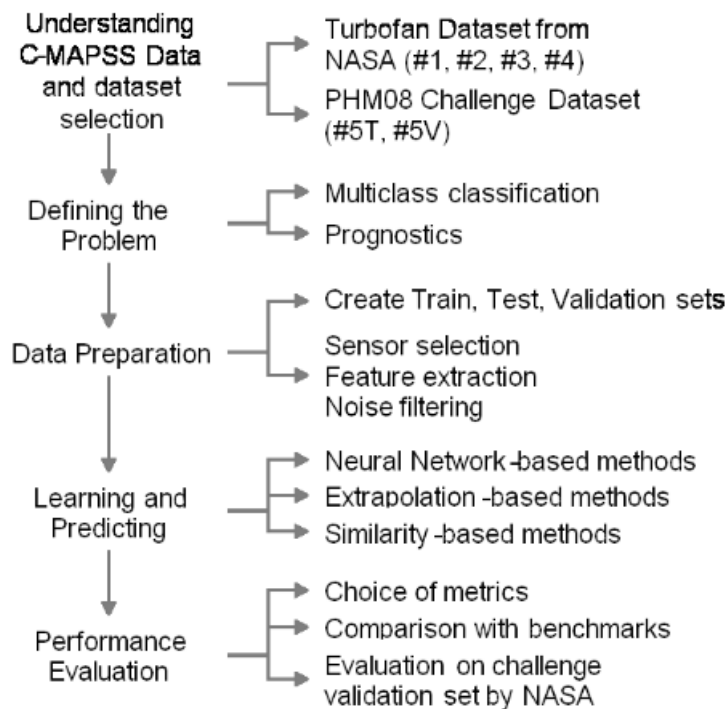 Understanding
C-MAPSS Data
and dataset
selection
Turbofan Dataset from
NASA (#1, #2, #3, #4)
PHM08 Challenge Dataset
(#5T, #5V)
Defining the
Problem
Multiclass classification
Prognostics
Data Preparation
Create Train, Test, Validation sets
Sensor selection
Feature extraction
Noise filtering
Learning and
Predicting
Neural Network-based methods
Extrapolation-based methods
Similarity-based methods
Performance
Evaluation
Choice of metrics
Comparison with benchmarks
Evaluation on challenge
validation set by NASA